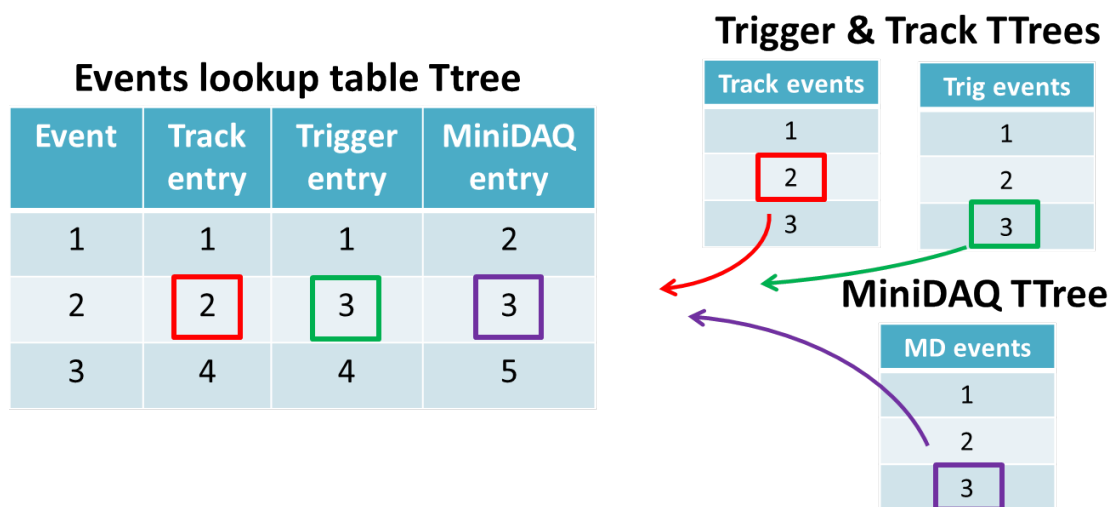 Events lookup table Ttree
Event Track entry Trigger entry MiniDAQ entry
1 1 1 2
2 2 3 3
3 4 4 5
Trigger & Track TTrees
Track events
1
2
3
Trig events
1
2
3
MiniDAQ TTree
MD events
1
2
3